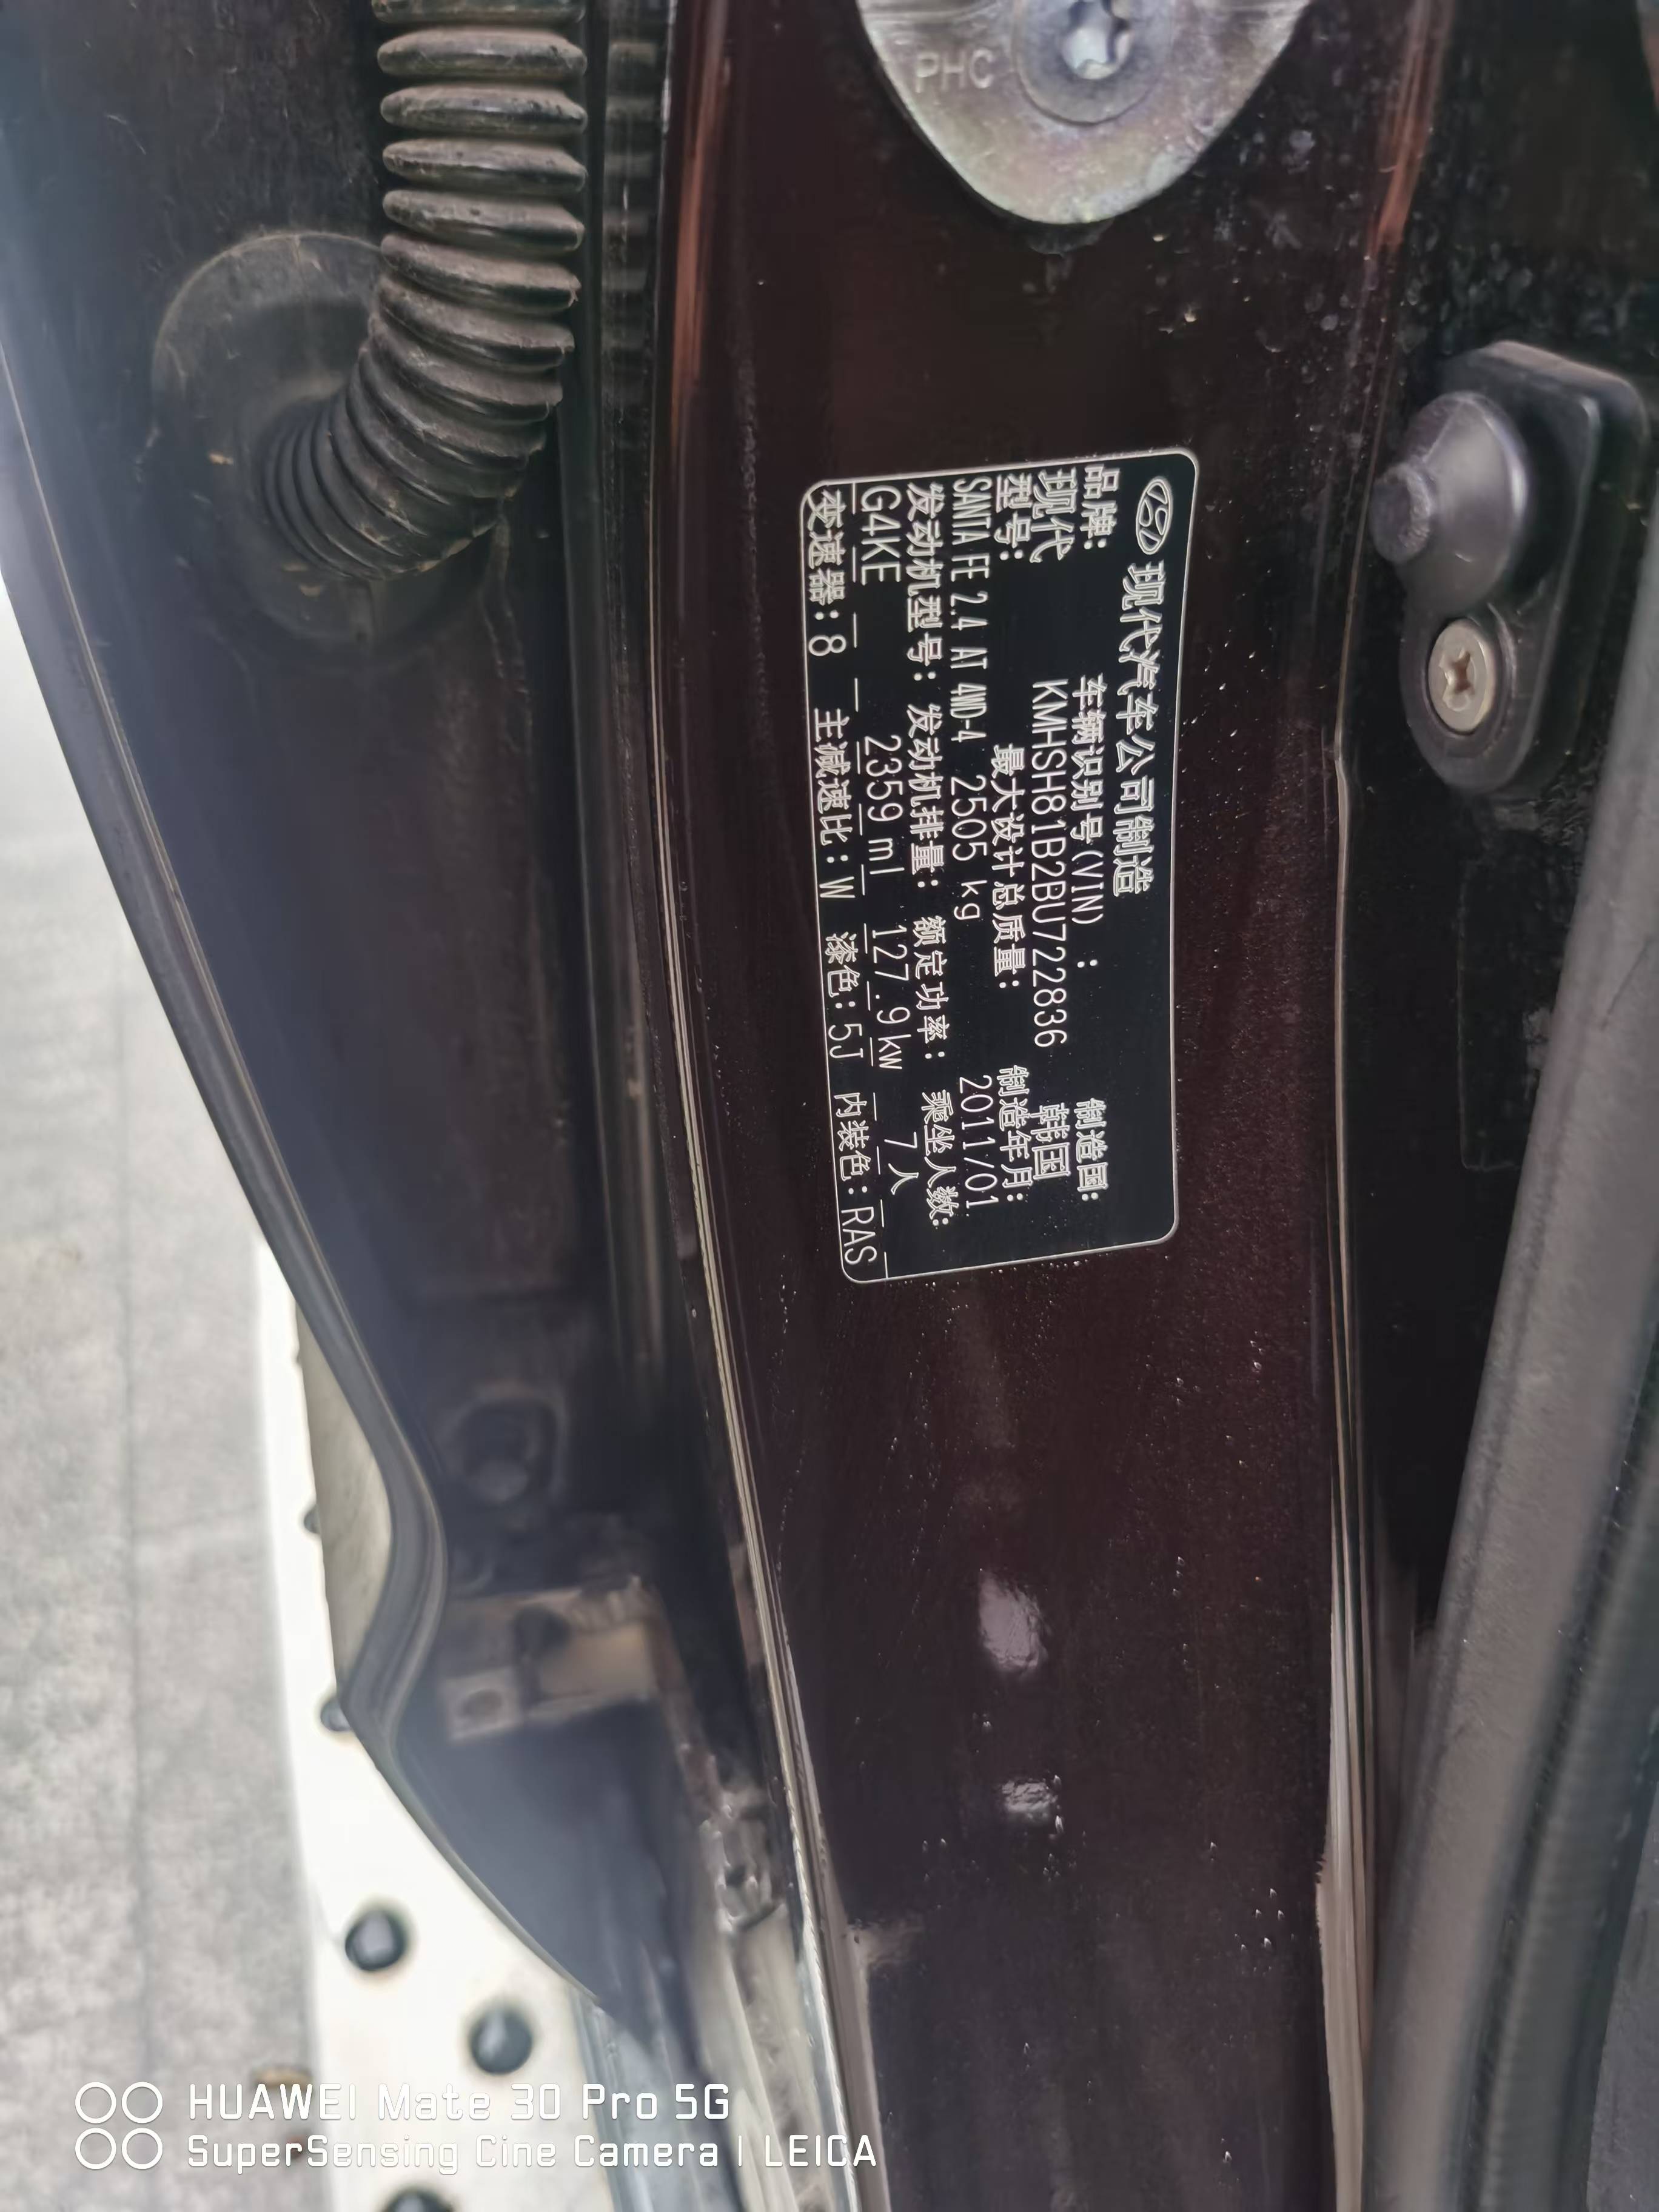 PHC
现代汽车公司制造
品牌: 车辆识别号(VIN) : 制造国:
现代 KMHSH81B2BU722836 韩国
型号: 最大设计总质量: 制造年月:
SANTA FE 2.4 AT 4WD-4 2505 kg 2011/01
发动机型号: 发动机排量: 额定功率: 乘坐人数:
G4KE 2359 ml 127.9kw 7人
变速器:8 主减速比:W 漆色:5J 内装色:RAS
HUAWEI Mate 30 Pro 5G
SuperSensing Cine Camera | LEICA